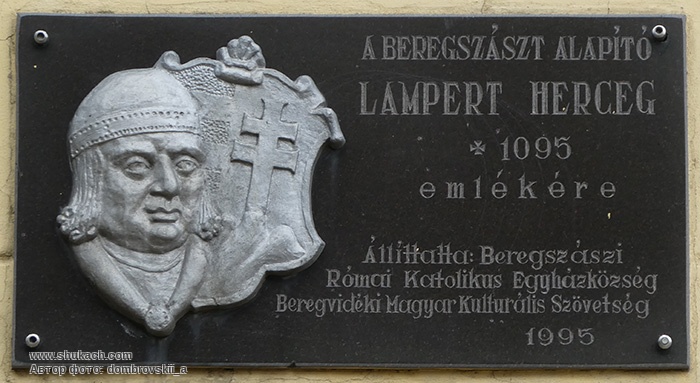 A BEREGSZÁSZT ALAPÍTÓ
LAMPERT HERCEG
✠ 1095
emlékére
Állíttatta: Beregszászi
Római Katolikus Egyházközség
Beregvidéki Magyar Kulturális Szövetség
1995
www.shukach.com
Автор фото: dombrovskii_a